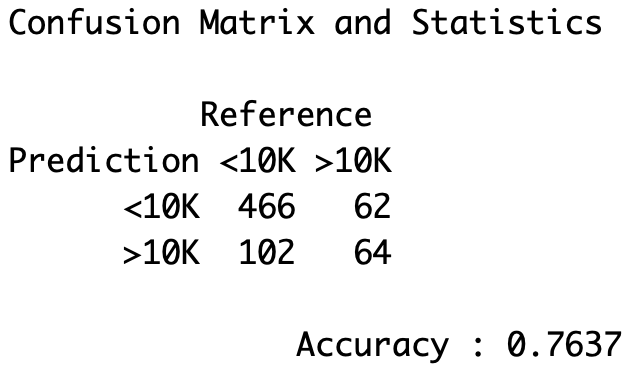 Confusion Matrix and Statistics
Reference
Prediction <10K >10K
<10K 466 62
>10K 102 64
Accuracy : 0.7637